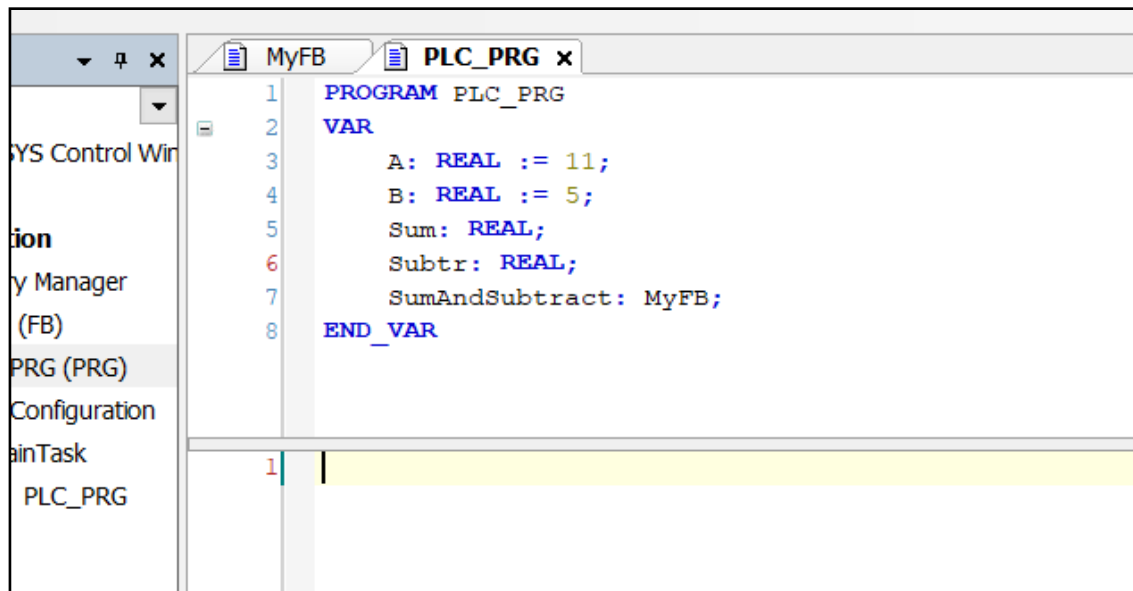 MyFB
PLC_PRG
YS Control Win
tion
y Manager
(FB)
PRG (PRG)
Configuration
ainTask
PLC_PRG
1 PROGRAM PLC_PRG
2 VAR
3 A: REAL := 11;
4 B: REAL := 5;
5 Sum: REAL;
6 Subtr: REAL;
7 SumAndSubtract: MyFB;
8 END_VAR
1